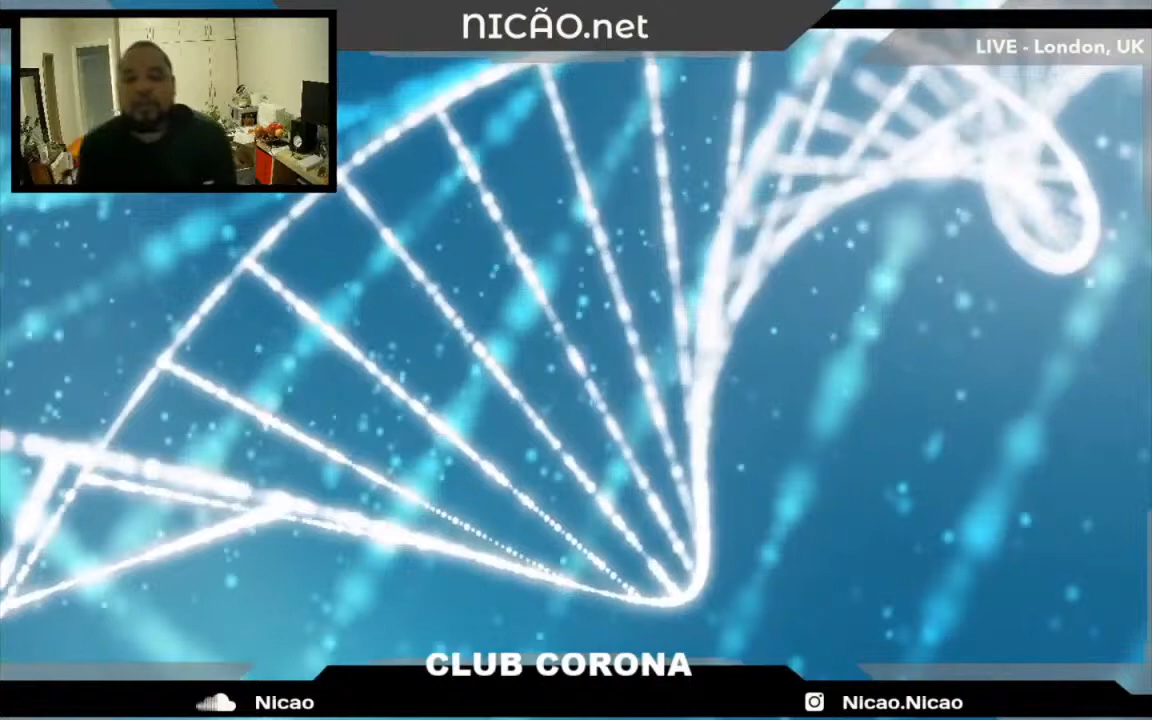 NICÃO.net
LIVE - London, UK
CLUB CORONA
Nicao
Nicao.Nicao